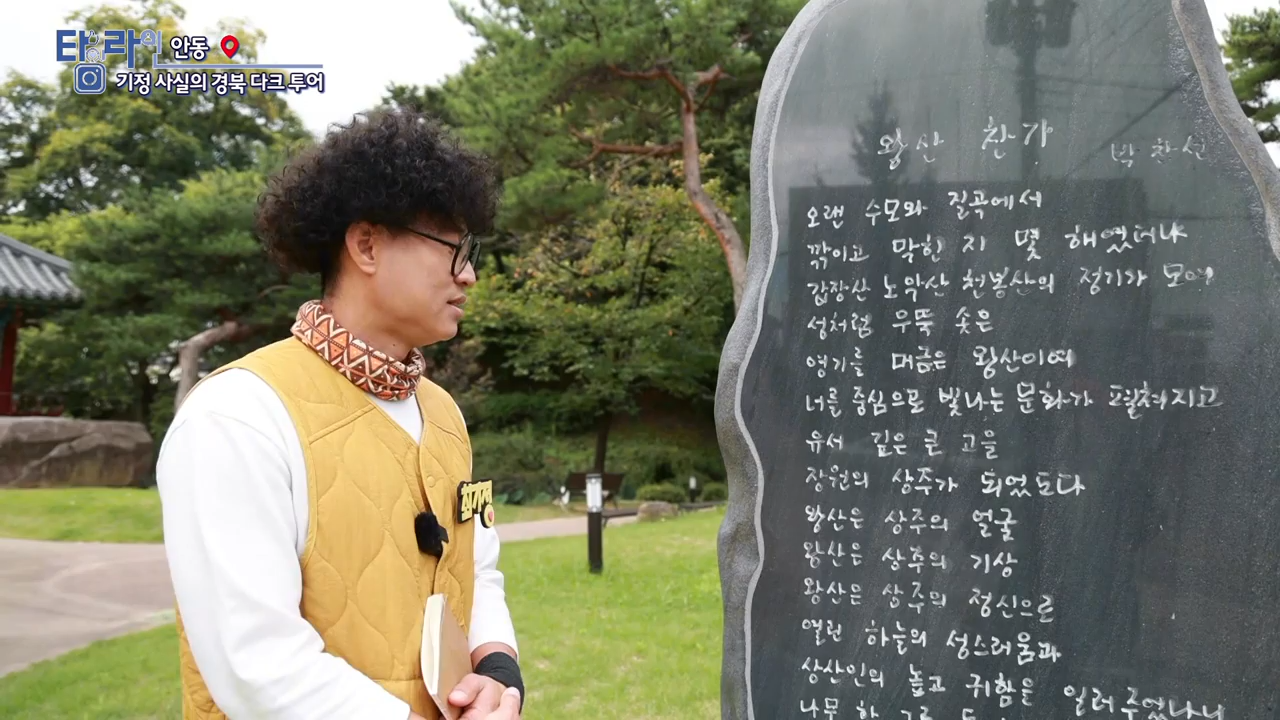 타라의 안동
기정 사실의 경북 다크 투어
왕산 찬가
박찬선
오랜 수모와 질곡에서
깎이고 막힌 지 몇 해였더냐
갑장산 노악산 천봉산의 정기가 모여
성처럼 우뚝 솟은
영기를 머금은 왕산이여
너를 중심으로 빛나는 문화가 펼쳐지고
유서 깊은 큰 고을
장원의 상주가 되었도다
왕산은 상주의 얼굴
왕산은 상주의 기상
왕산은 상주의 정신으로
열린 하늘의 성스러움과
상산인의 높고 귀함을 일러주었나니
나무 한 그루